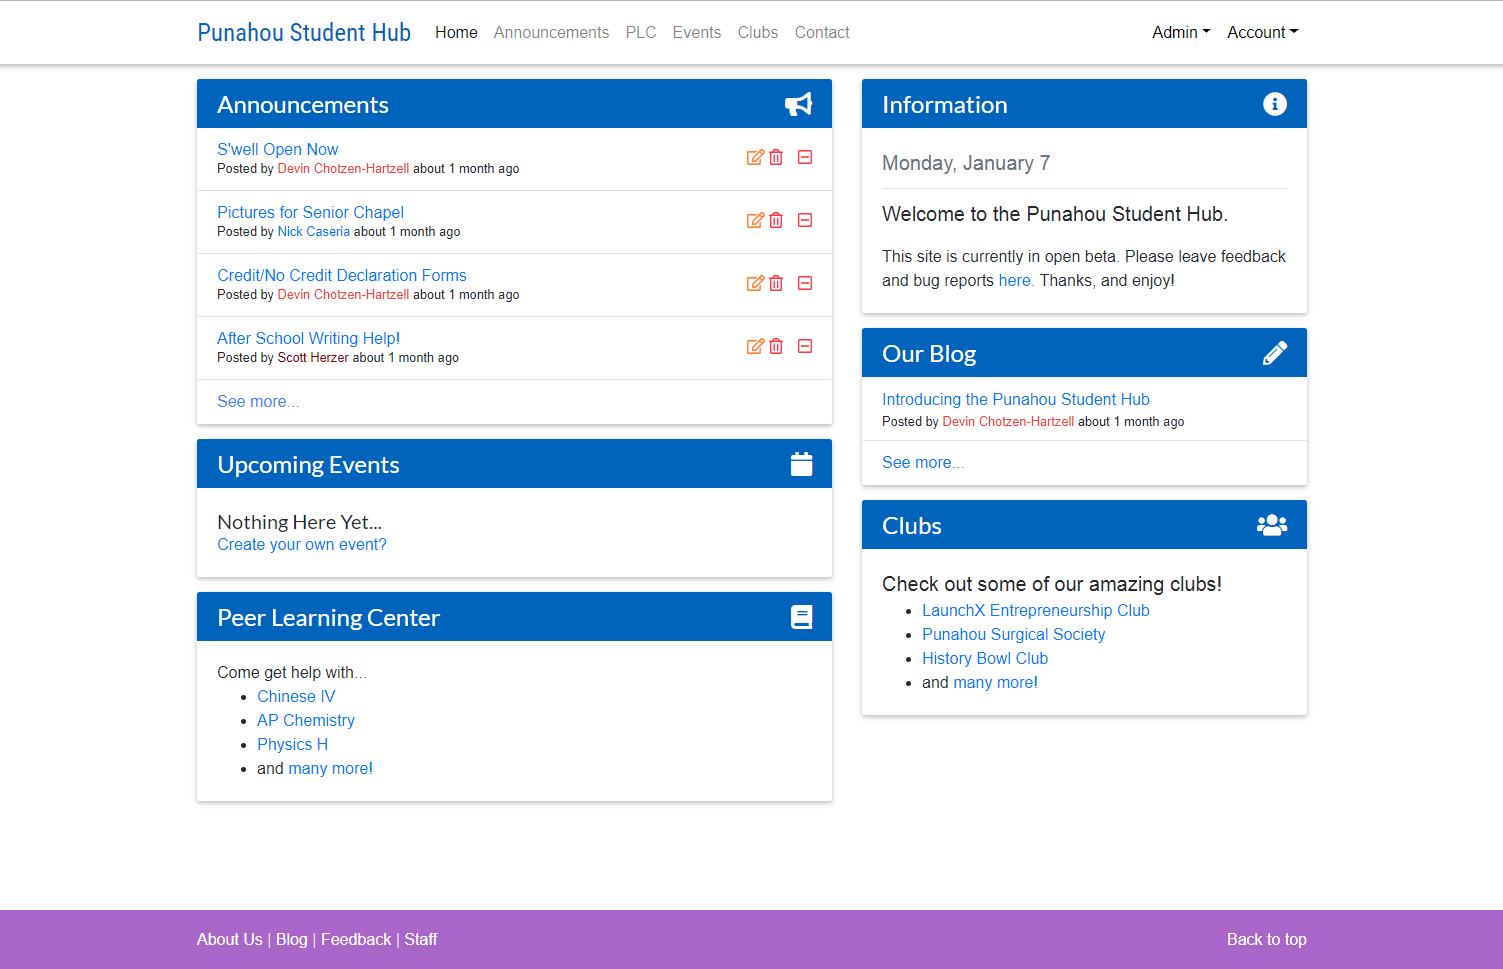 Punahou Student Hub Home Announcements PLC Events Clubs Contact Admin Account
Announcements
S'well Open Now
Posted by Devin Chotzen-Hartzell about 1 month ago
Pictures for Senior Chapel
Posted by Nick Caseria about 1 month ago
Credit/No Credit Declaration Forms
Posted by Devin Chotzen-Hartzell about 1 month ago
After School Writing Help!
Posted by Scott Herzer about 1 month ago
See more...
Upcoming Events
Nothing Here Yet...
Create your own event?
Peer Learning Center
Come get help with...
Chinese IV
AP Chemistry
Physics H
and many more!
Information
Monday, January 7
Welcome to the Punahou Student Hub.
This site is currently in open beta. Please leave feedback
and bug reports here. Thanks, and enjoy!
Our Blog
Introducing the Punahou Student Hub
Posted by Devin Chotzen-Hartzell about 1 month ago
See more...
Clubs
Check out some of our amazing clubs!
LaunchX Entrepreneurship Club
Punahou Surgical Society
History Bowl Club
and many more!
About Us | Blog | Feedback | Staff Back to top